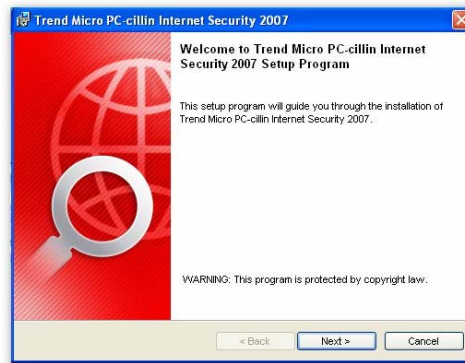 Trend Micro PC-cillin Internet Security 2007
Welcome to Trend Micro PC-cillin Internet
Security 2007 Setup Program
This setup program will guide you through the installation of
Trend Micro PC-cillin Internet Security 2007.
WARNING: This program is protected by copyright law.
< Back
Next >
Cancel